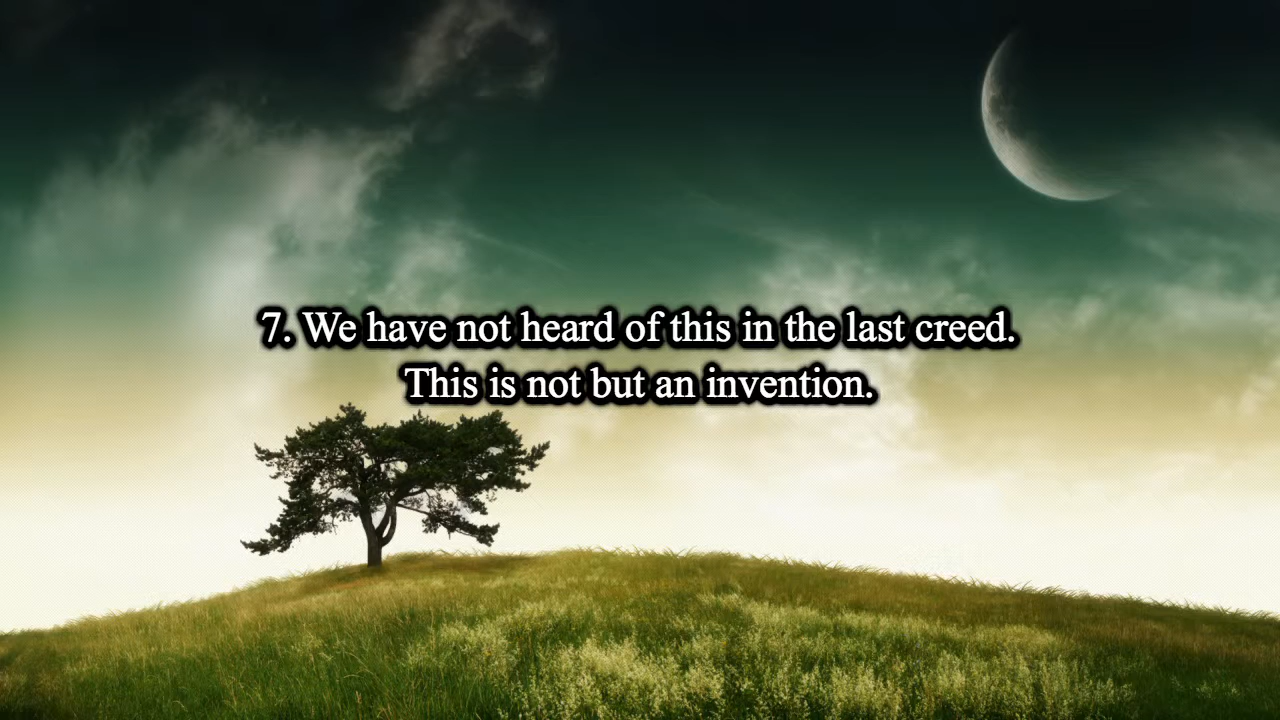 7. We have not heard of this in the last creed.
This is not but an invention.